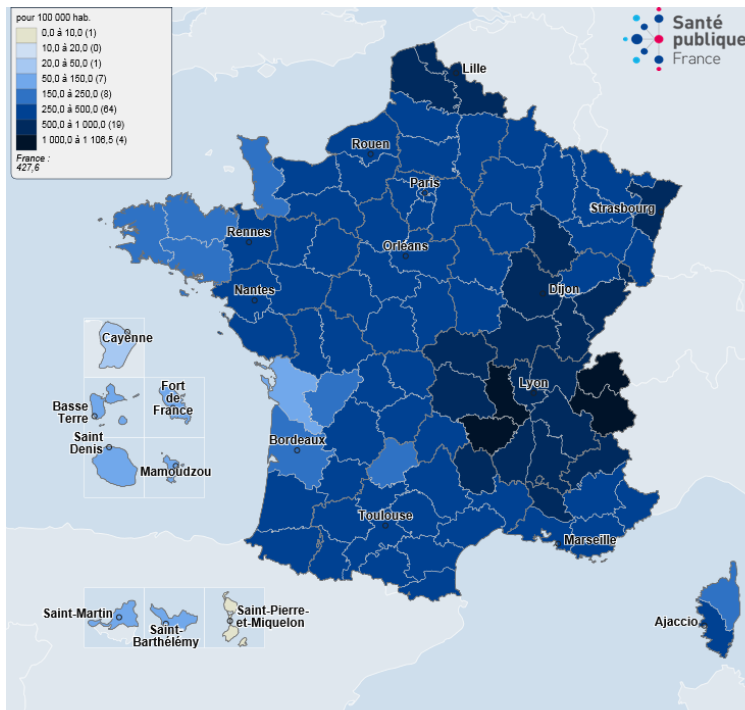 pour 100 000 hab.
0,0 à 10,0 (1)
10,0 à 20,0 (0)
20,0 à 50,0 (1)
50,0 à 150,0 (7)
150,0 à 250,0 (8)
250,0 à 500,0 (64)
500,0 à 1 000,0 (19)
1 000,0 à 1 106,5 (4)
France :
427,6
Santé
publique
France
Lille
Rouen
Paris
Strasbourg
Rennes
Orléans
Nantes
Dijon
Cayenne
Lyon
Basse
Terre
Fort
de
France
Saint
Denis
Bordeaux
Mamoudzou
Toulouse
Marseille
Saint-Martin
Saint-
Barthélémy
Saint-Pierre-
et-Miquelon
Ajaccio